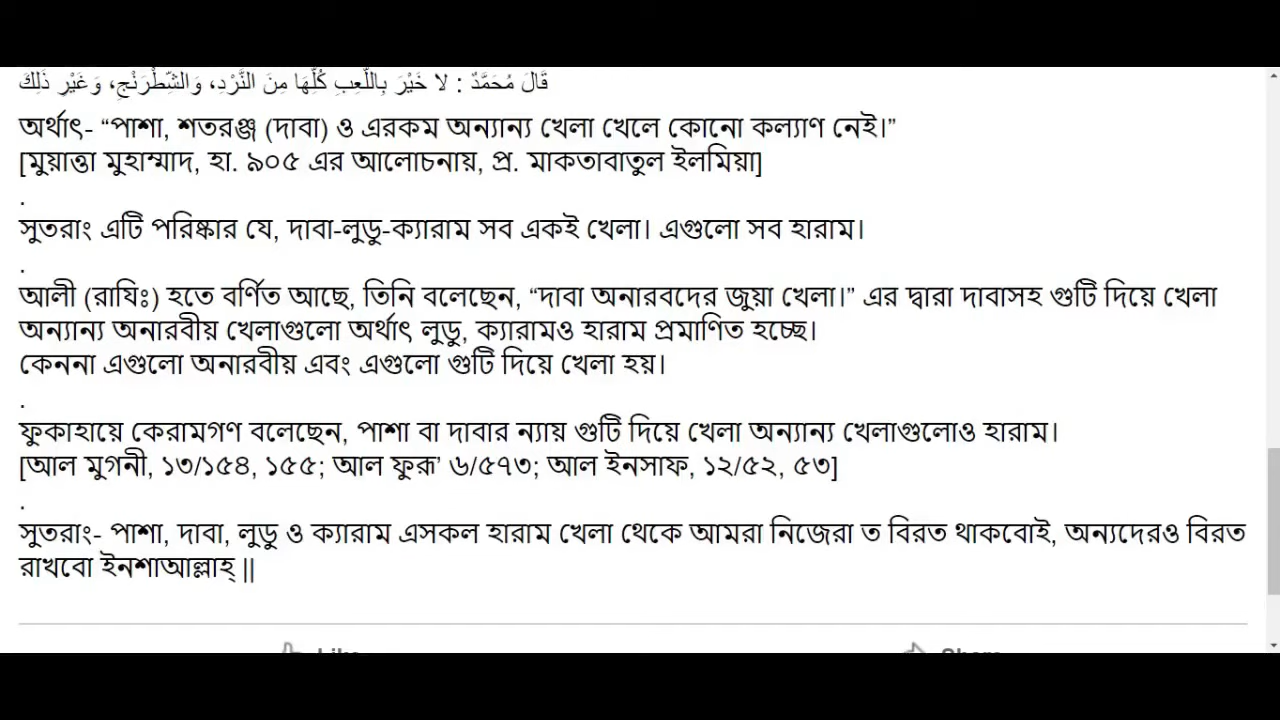 قَالَ مُحَمَّدٌ : لا خَيْرَ بِاللَّعِبِ كُلِّهَا مِنَ النَّرْدِ، وَالشِّطْرَنْجِ، وَغَيْرِ ذَلِكَ
অর্থাৎ- “পাশা, শতরঞ্জ (দাবা) ও এরকম অন্যান্য খেলা খেলে কোনো কল্যাণ নেই।”
[মুয়াত্তা মুহাম্মাদ, হা. ৯০৫ এর আলোচনায়, প্র. মাকতাবাতুল ইলমিয়া]
.
সুতরাং এটি পরিষ্কার যে, দাবা-লুডু-ক্যারাম সব একই খেলা। এগুলো সব হারাম।
.
আলী (রাযিঃ) হতে বর্ণিত আছে, তিনি বলেছেন, “দাবা অনারবদের জুয়া খেলা।” এর দ্বারা দাবাসহ গুটি দিয়ে খেলা
অন্যান্য অনারবীয় খেলাগুলো অর্থাৎ লুডু, ক্যারামও হারাম প্রমাণিত হচ্ছে।
কেননা এগুলো অনারবীয় এবং এগুলো গুটি দিয়ে খেলা হয়।
.
ফুকাহায়ে কেরামগণ বলেছেন, পাশা বা দাবার ন্যায় গুটি দিয়ে খেলা অন্যান্য খেলাগুলোও হারাম।
[আল মুগনী, ১৩/১৫৪, ১৫৫; আল ফুরূ’ ৬/৫৭৩; আল ইনসাফ, ১২/৫২, ৫৩]
.
সুতরাং- পাশা, দাবা, লুডু ও ক্যারাম এসকল হারাম খেলা থেকে আমরা নিজেরা ত বিরত থাকবোই, অন্যদেরও বিরত
রাখবো ইনশাআল্লাহ্ ||